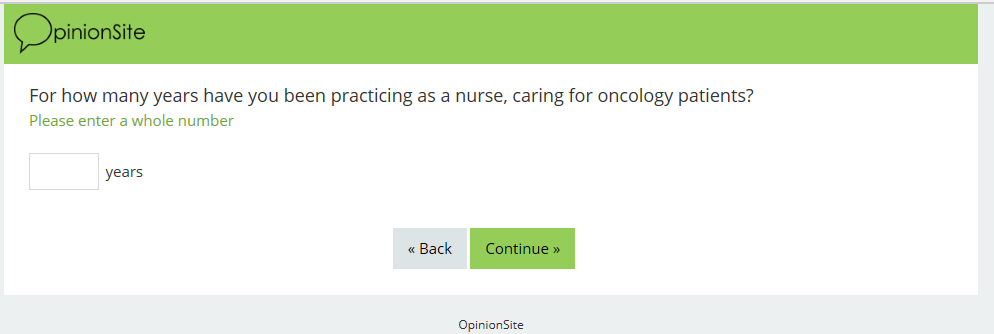 OpinionSite
For how many years have you been practicing as a nurse, caring for oncology patients?
Please enter a whole number
years
« Back Continue »
OpinionSite